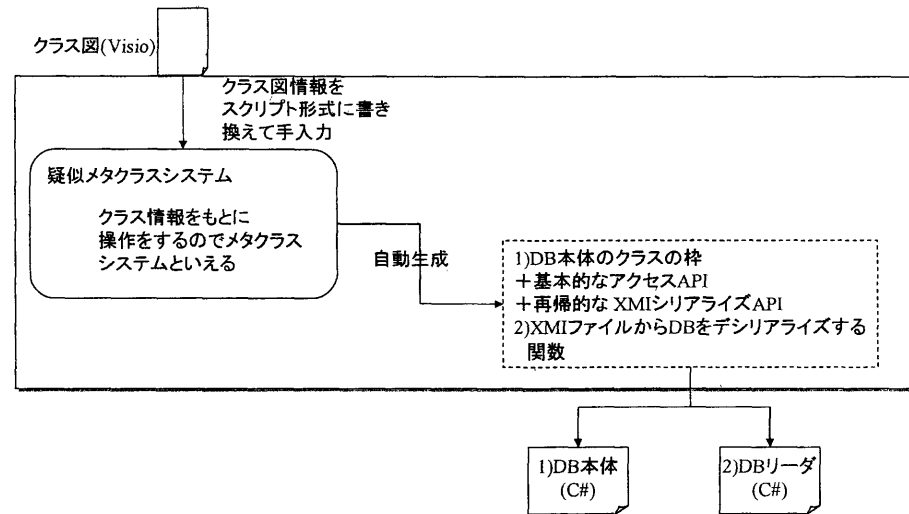 クラス図(Visio)
クラス図情報を
スクリプト形式に書き
換えて手入力
疑似メタクラスシステム
クラス情報をもとに
操作をするのでメタクラス
システムといえる
自動生成
1)DB本体のクラスの枠
＋基本的なアクセスAPI
＋再帰的な XMIシリアライズAPI
2)XMIファイルからDBをデシリアライズする
関数
1)DB本体
(C#)
2)DBリーダ
(C#)